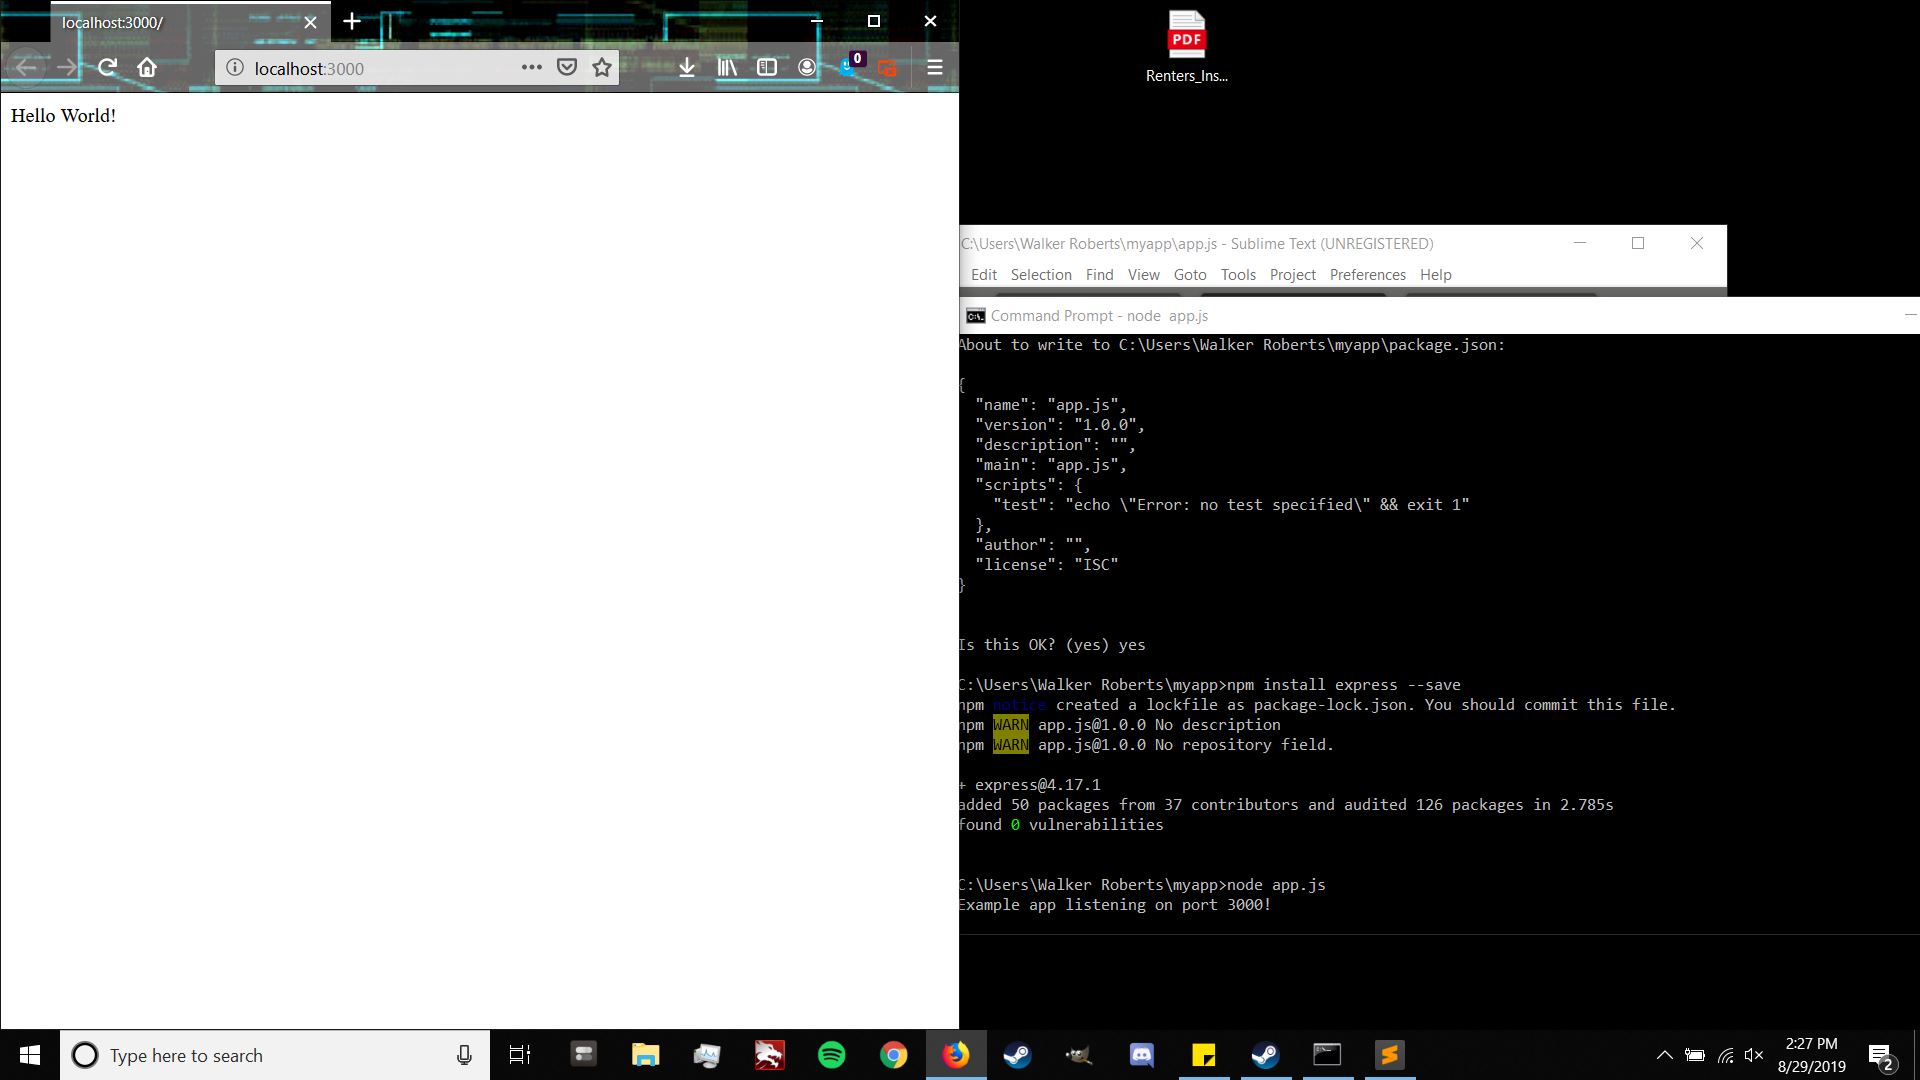 localhost:3000/
localhost:3000
0
Hello World!
PDF
Renters_Ins...
C:\Users\Walker Roberts\myapp\app.js - Sublime Text (UNREGISTERED)
Edit Selection Find View Goto Tools Project Preferences Help
Command Prompt - node  app.js
About to write to C:\Users\Walker Roberts\myapp\package.json:
{
  "name": "app.js",
  "version": "1.0.0",
  "description": "",
  "main": "app.js",
  "scripts": {
    "test": "echo \"Error: no test specified\" && exit 1"
  },
  "author": "",
  "license": "ISC"
}
Is this OK? (yes) yes
C:\Users\Walker Roberts\myapp>npm install express --save
npm notice created a lockfile as package-lock.json. You should commit this file.
npm WARN app.js@1.0.0 No description
npm WARN app.js@1.0.0 No repository field.
+ express@4.17.1
added 50 packages from 37 contributors and audited 126 packages in 2.785s
found 0 vulnerabilities
C:\Users\Walker Roberts\myapp>node app.js
Example app listening on port 3000!
Type here to search
2:27 PM
8/29/2019
2